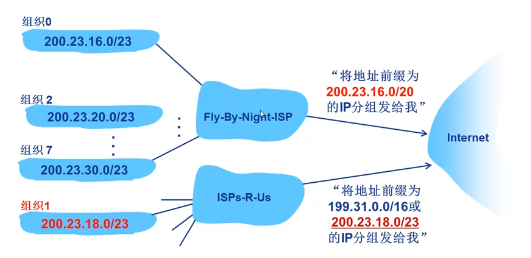 组织0
200.23.16.0/23
组织 2
200.23.20.0/23
组织 7
200.23.30.0/23
组织1
200.23.18.0/23
Fly-By-Night-ISP
ISPs-R-Us
“将地址前缀为
200.23.16.0/20
的IP分组发给我”
Internet
“将地址前缀为
199.31.0.0/16或
200.23.18.0/23
的IP分组发给我”